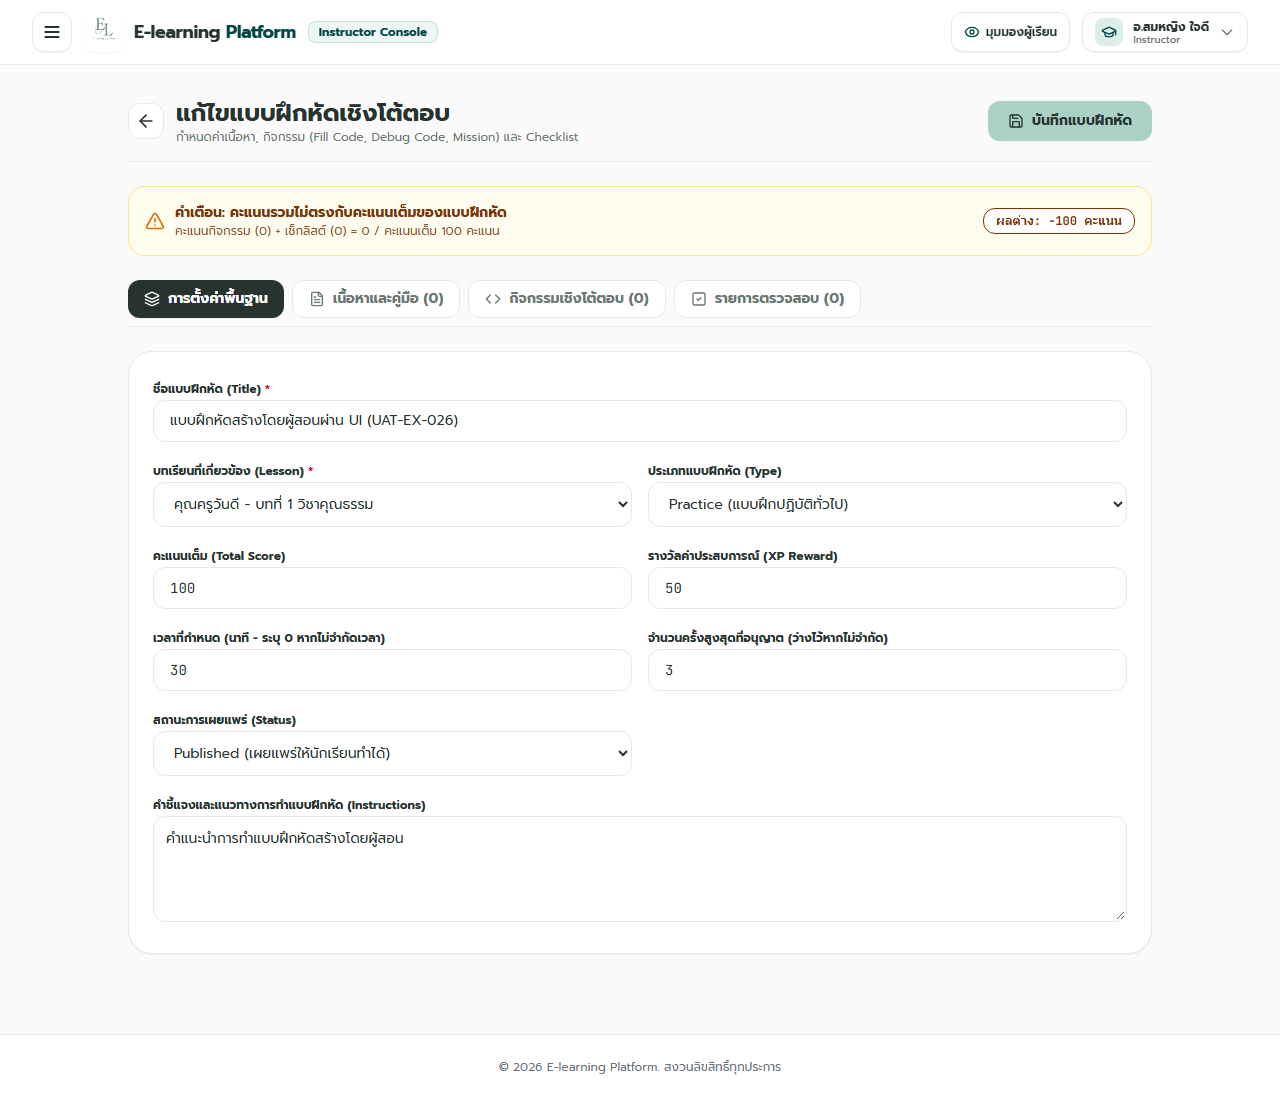 E-learning Platform
Instructor Console
มุมมองผู้เรียน
อ.สมหญิง ใจดี
Instructor
แก้ไขแบบฝึกหัดเชิงโต้ตอบ
กำหนดค่าเนื้อหา, กิจกรรม (Fill Code, Debug Code, Mission) และ Checklist
บันทึกแบบฝึกหัด
คำเตือน: คะแนนรวมไม่ตรงกับคะแนนเต็มของแบบฝึกหัด
คะแนนกิจกรรม (0) + เช็กลิสต์ (0) = 0 / คะแนนเต็ม 100 คะแนน
ผลต่าง: -100 คะแนน
การตั้งค่าพื้นฐาน
เนื้อหาและคู่มือ (0)
กิจกรรมเชิงโต้ตอบ (0)
รายการตรวจสอบ (0)
ชื่อแบบฝึกหัด (Title) *
แบบฝึกหัดสร้างโดยผู้สอนผ่าน UI (UAT-EX-026)
บทเรียนที่เกี่ยวข้อง (Lesson) *
ประเภทแบบฝึกหัด (Type)
คุณครูวันดี - บทที่ 1 วิชาคุณธรรม
Practice (แบบฝึกปฏิบัติทั่วไป)
คะแนนเต็ม (Total Score)
รางวัลค่าประสบการณ์ (XP Reward)
100
50
เวลาที่กำหนด (นาที - ระบุ 0 หากไม่จำกัดเวลา)
จำนวนครั้งสูงสุดที่อนุญาต (ว่างไว้หากไม่จำกัด)
30
3
สถานะการเผยแพร่ (Status)
Published (เผยแพร่ให้นักเรียนทำได้)
คำชี้แจงและแนวทางการทำแบบฝึกหัด (Instructions)
คำแนะนำการทำแบบฝึกหัดสร้างโดยผู้สอน
© 2026 E-learning Platform. สงวนลิขสิทธิ์ทุกประการ